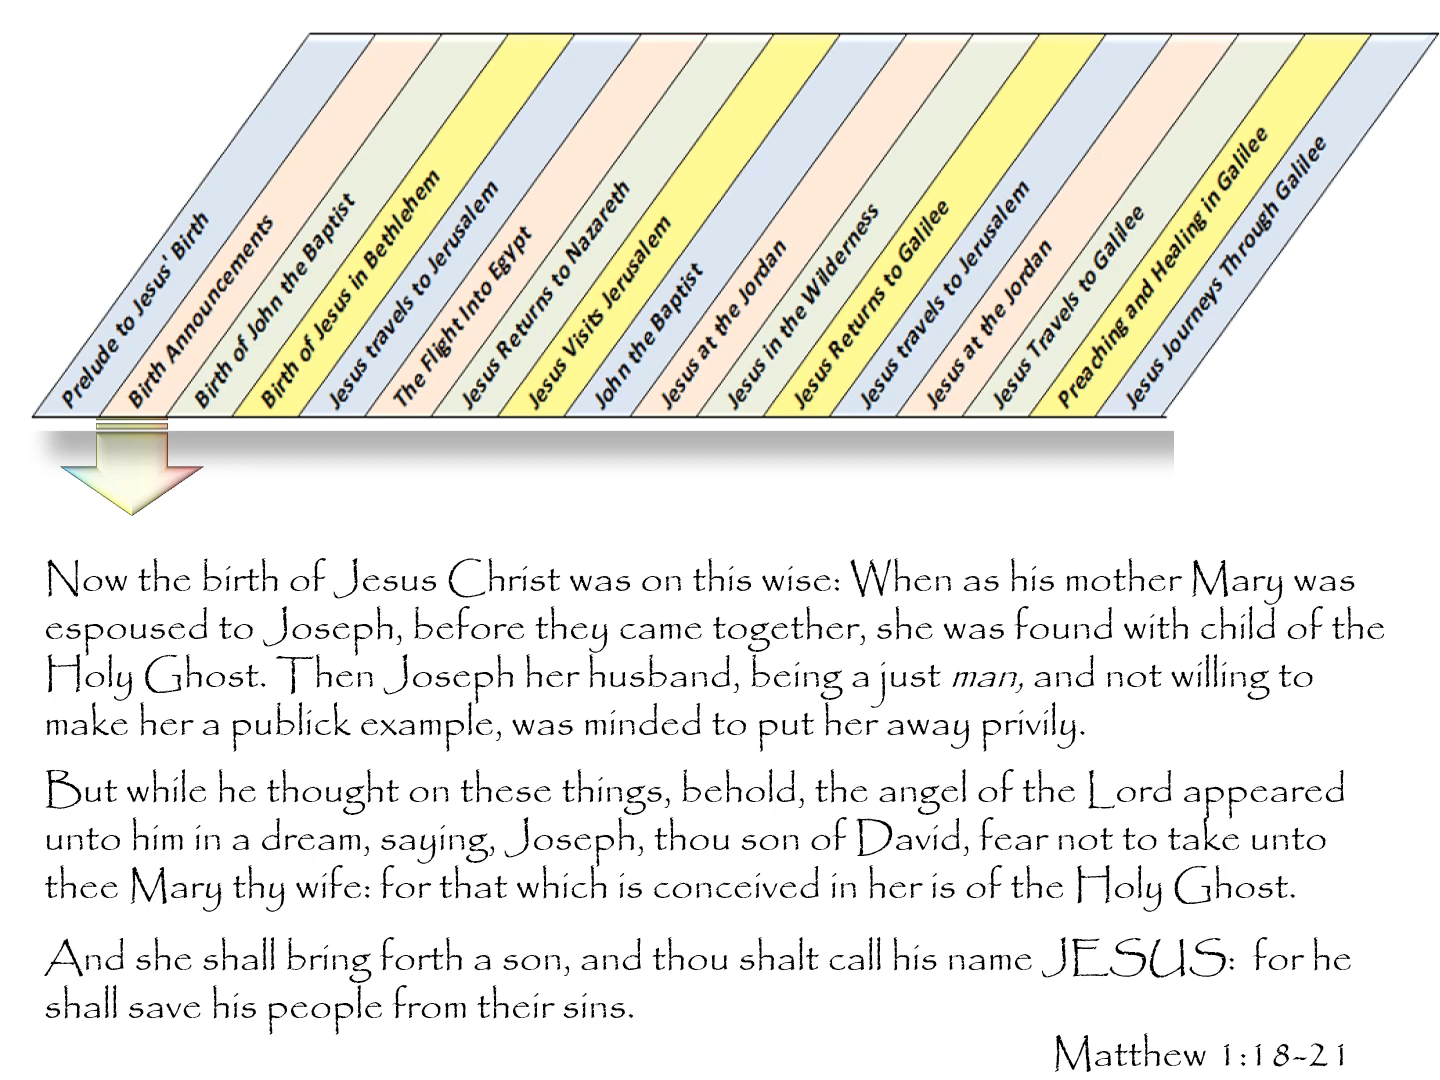 Prelude to Jesus' Birth
Birth Announcements
Birth of John the Baptist
Birth of Jesus in Bethlehem
Jesus travels to Jerusalem
The Flight Into Egypt
Jesus Returns to Nazareth
Jesus Visits Jerusalem
John the Baptist
Jesus at the Jordan
Jesus in the Wilderness
Jesus Returns to Galilee
Jesus travels to Jerusalem
Jesus at the Jordan
Jesus Travels to Galilee
Preaching and Healing in Galilee
Jesus Journeys Through Galilee
Now the birth of Jesus Christ was on this wise: When as his mother Mary was
espoused to Joseph, before they came together, she was found with child of the
Holy Ghost. Then Joseph her husband, being a just man, and not willing to
make her a publick example, was minded to put her away privily.
But while he thought on these things, behold, the angel of the Lord appeared
unto him in a dream, saying, Joseph, thou son of David, fear not to take unto
thee Mary thy wife: for that which is conceived in her is of the Holy Ghost.
And she shall bring forth a son, and thou shalt call his name JESUS: for he
shall save his people from their sins.
Matthew 1:18-21